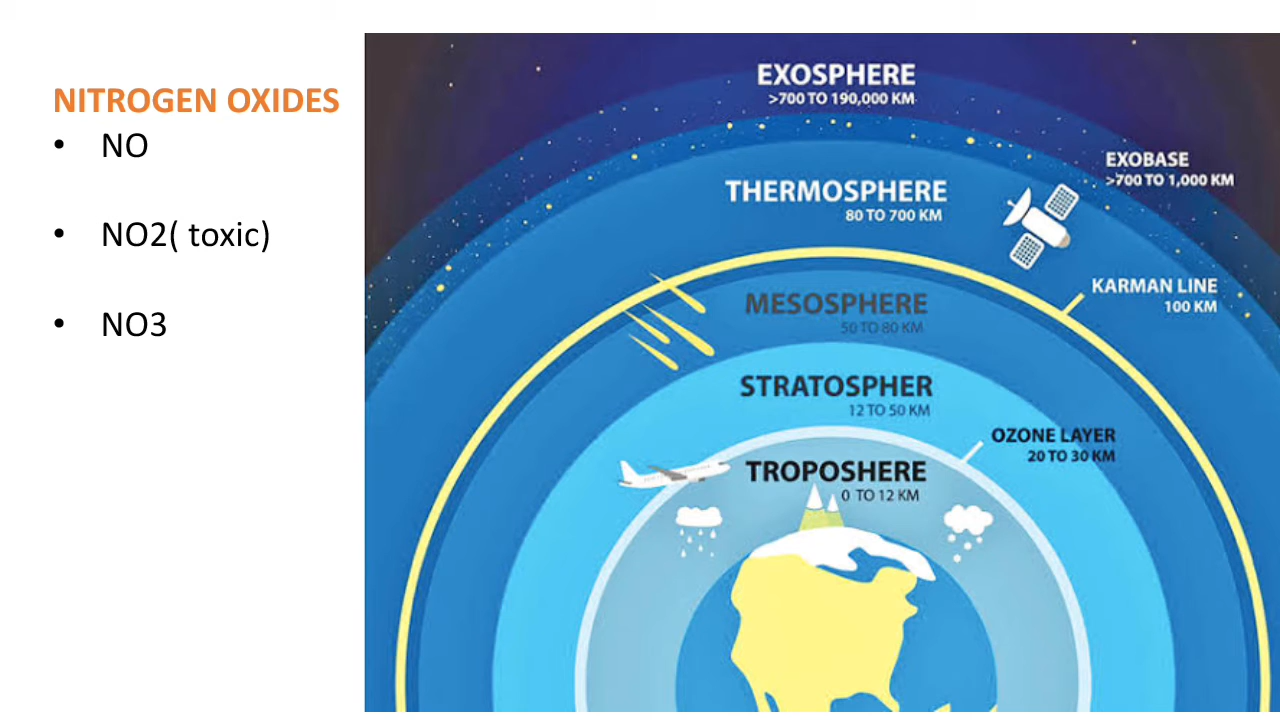 NITROGEN OXIDES
• NO
• NO2( toxic)
• NO3
EXOSPHERE
>700 TO 190,000 KM
EXOBASE
>700 TO 1,000 KM
THERMOSPHERE
80 TO 700 KM
KARMAN LINE
100 KM
MESOSPHERE
50 TO 80 KM
STRATOSPHER
12 TO 50 KM
OZONE LAYER
20 TO 30 KM
TROPOSHERE
0 TO 12 KM